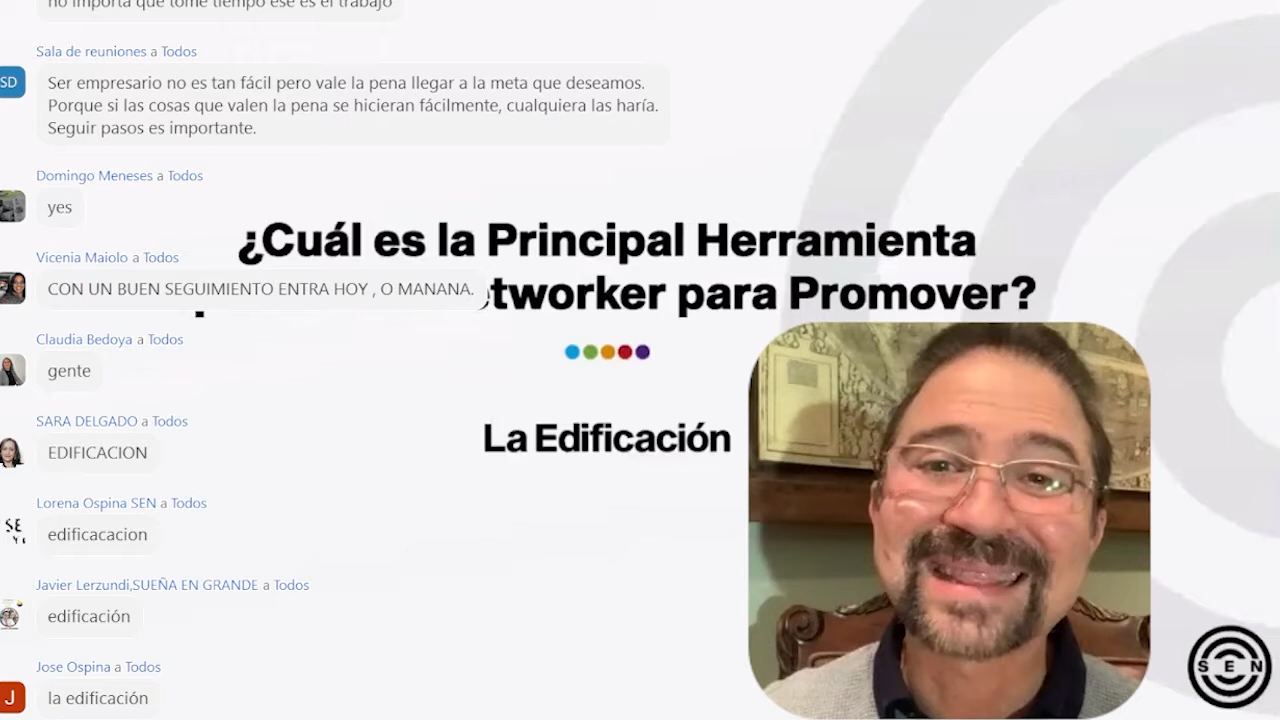 no importa que tome tiempo ese es el trabajo
Sala de reuniones a Todos
SD
Ser empresario no es tan fácil pero vale la pena llegar a la meta que deseamos.
Porque si las cosas que valen la pena se hicieran fácilmente, cualquiera las haría.
Seguir pasos es importante.
Domingo Meneses a Todos
yes
¿Cuál es la Principal Herramienta
Vicenia Maiolo a Todos
CON UN BUEN SEGUIMIENTO ENTRA HOY , O MANANA.
tworker para Promover?
Claudia Bedoya a Todos
gente
La Edificación
SARA DELGADO a Todos
EDIFICACION
Lorena Ospina SEN a Todos
edificacacion
Javier Lerzundi,SUEÑA EN GRANDE a Todos
edificación
Jose Ospina a Todos
J
la edificación
SEN